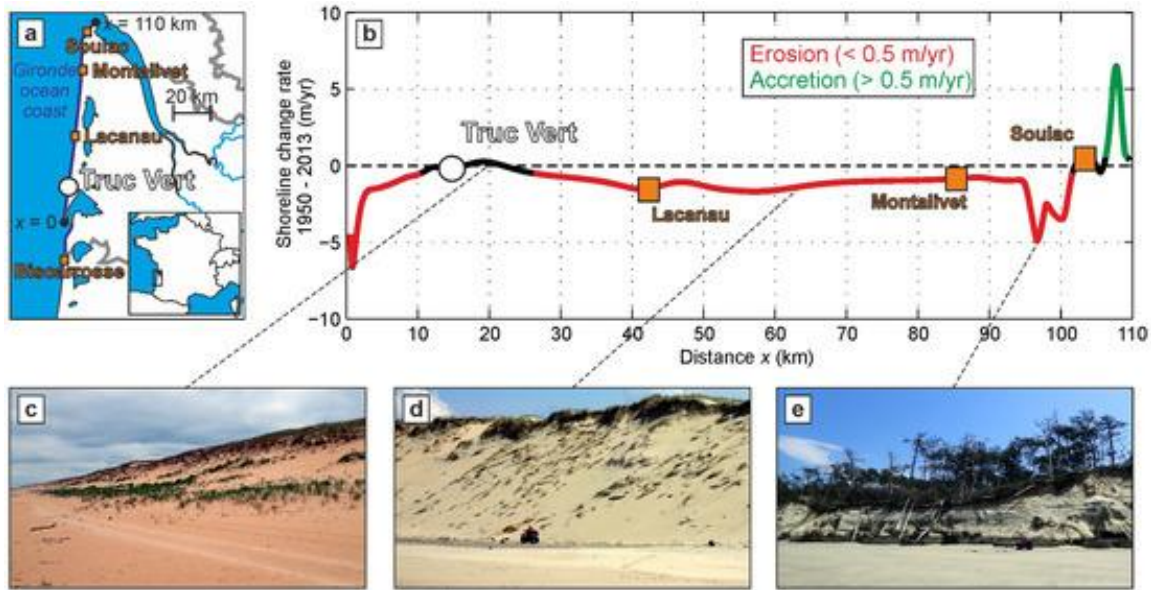 a
x = 110 km
Soulac
Montalivet
Gironde
ocean
coast
20 km
Lacanau
Truc Vert
x = 0
Biscarrosse
b
Shoreline change rate
1950 - 2013 (m/yr)
10
5
0
-5
-10
Erosion (< 0.5 m/yr)
Accretion (> 0.5 m/yr)
Truc Vert
Lacanau
Montalivet
Soulac
0 10 20 30 40 50 60 70 80 90 100 110
Distance x (km)
c
d
e